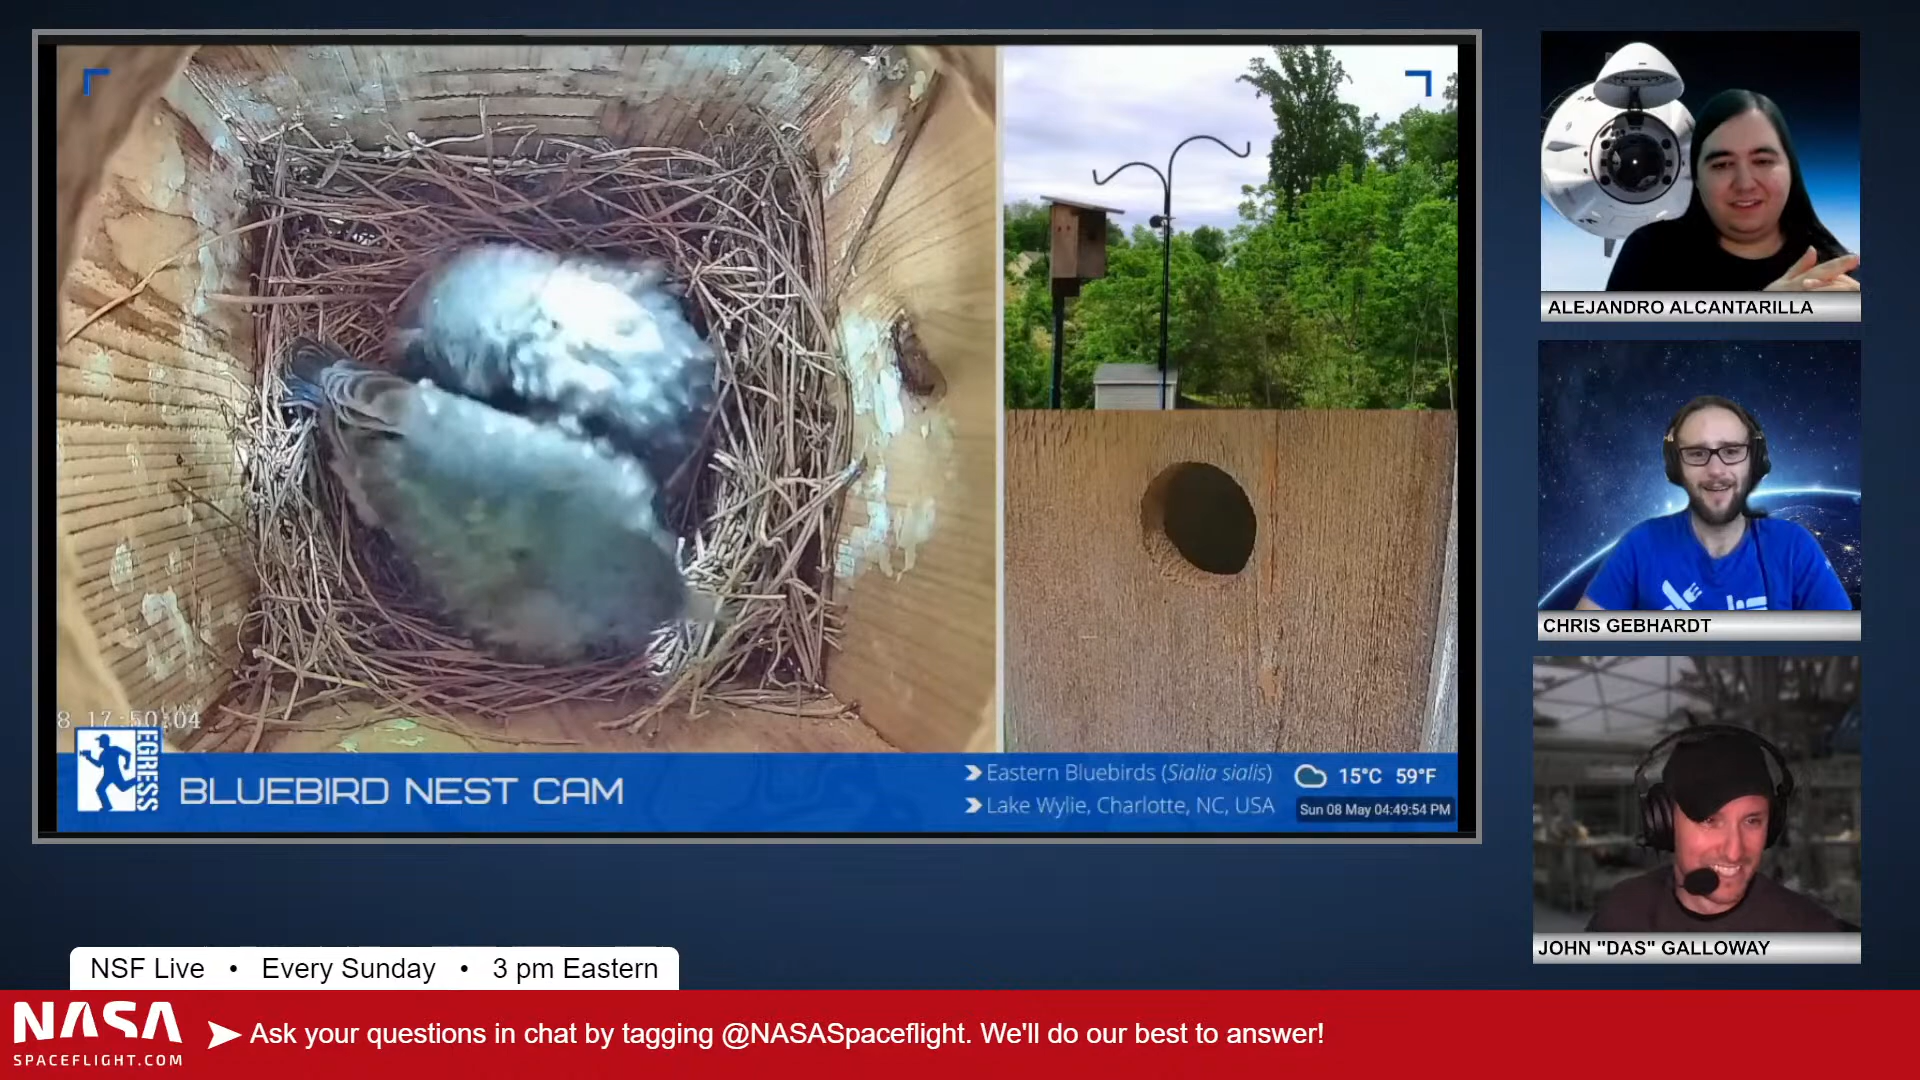 8 17:50:04
EGRESS
BLUEBIRD NEST CAM
Eastern Bluebirds (Sialia sialis)
Lake Wylie, Charlotte, NC, USA
15°C 59°F
Sun 08 May 04:49:54 PM
ALEJANDRO ALCANTARILLA
CHRIS GEBHARDT
JOHN "DAS" GALLOWAY
NSF Live • Every Sunday • 3 pm Eastern
NASA
SPACEFLIGHT.COM
Ask your questions in chat by tagging @NASASpaceflight. We'll do our best to answer!